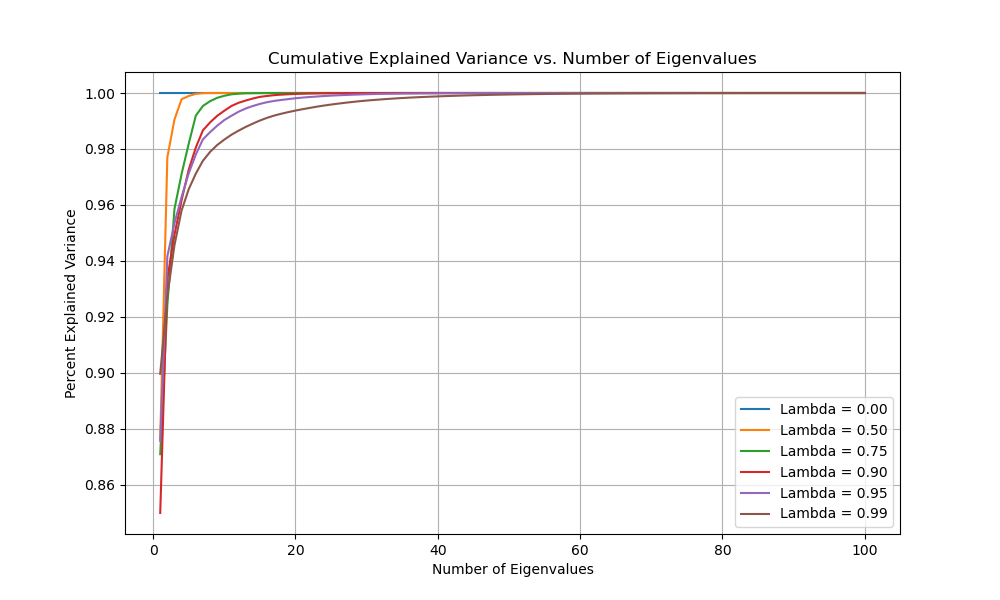 Cumulative Explained Variance vs. Number of Eigenvalues
Percent Explained Variance
1.00
0.98
0.96
0.94
0.92
0.90
0.88
0.86
Lambda = 0.00
Lambda = 0.50
Lambda = 0.75
Lambda = 0.90
Lambda = 0.95
Lambda = 0.99
0 20 40 60 80 100
Number of Eigenvalues